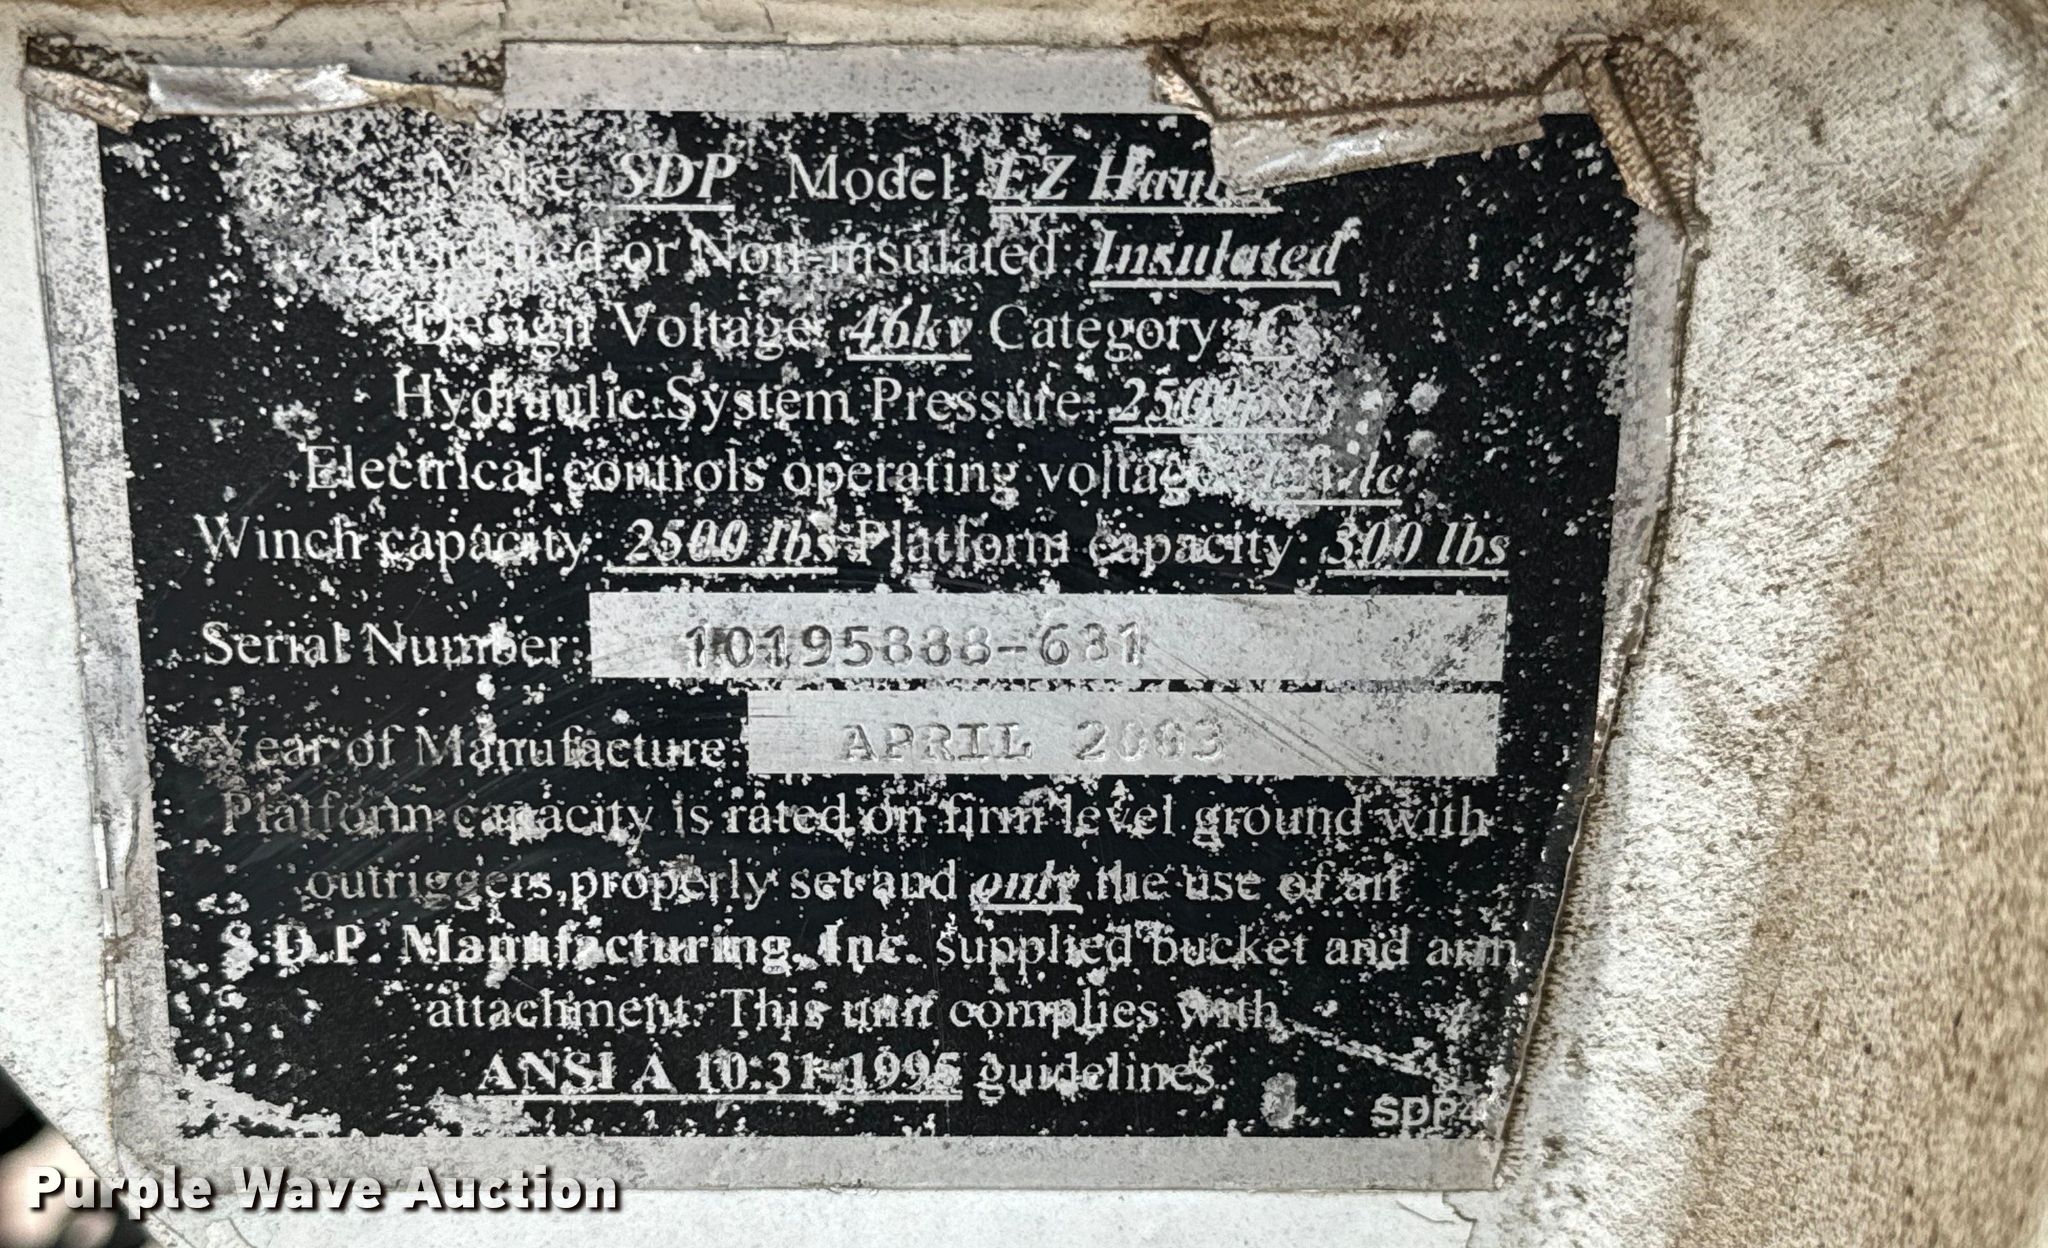 Make SDP Model: EZ Hauler
Insulated or Non-insulated: Insulated
Design Voltage: 46kv Category: C
Hydraulic System Pressure: 2500psi
Electrical controls operating voltage:
Winch capacity: 2500 lbs Platform capacity: 300 lbs
Serial Number: 10195888-681
Year of Manufacture: APRIL 2003
Platform capacity is rated on firm level ground with
outriggers properly set and only the use of an
S.D.P. Manufacturing, Inc. supplied bucket and arm
attachment. This unit complies with
ANSI A 10.31-1995 guidelines.
SDP4
Purple Wave Auction